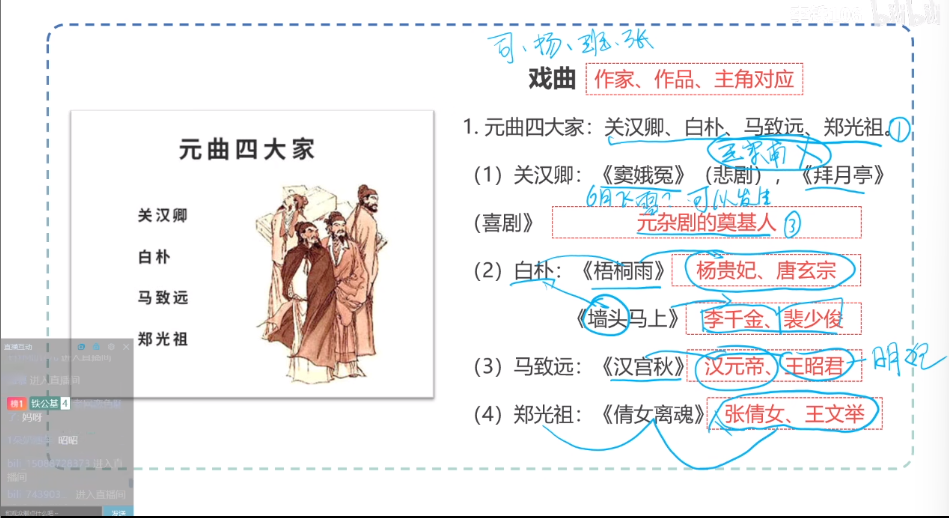 司、杨、班、张
戏曲 作家、作品、主角对应
元曲四大家
关汉卿
白朴
马致远
郑光祖
1. 元曲四大家：关汉卿、白朴、马致远、郑光祖。①
（1）关汉卿：《窦娥冤》（悲剧），《拜月亭》
6月飞雪？可以发生
（喜剧》 元杂剧的奠基人 ③
（2）白朴：《梧桐雨》 杨贵妃、唐玄宗
《墙头马上》 李千金、裴少俊
（3）马致远：《汉宫秋》 汉元帝、王昭君 一明妃
（4）郑光祖：《倩女离魂》 张倩女、王文举
直播互动
进入直播间
进入直播间
榜1 铁公基 4
妈呀
昭昭
进入直播间
进入直播间
发送